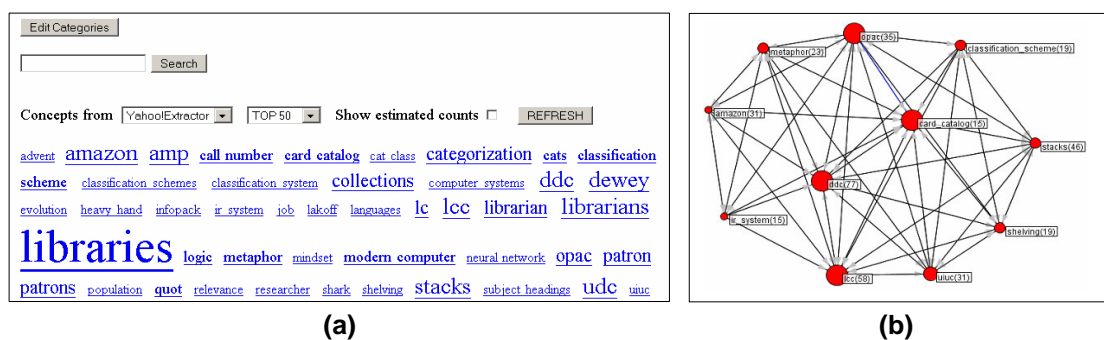 Edit Categories
Search
Concepts from Yahoo!Extractor TOP 50 Show estimated counts REFRESH
advent amazon amp call number card catalog cat class categorization cats classification
scheme classification schemes classification system collections computer systems ddc dewey
evolution heavy hand infopack ir system job lakoff languages lc lcc librarian librarians
libraries logic metaphor mindset modern computer neural network opac patron
patrons population quot relevance researcher shark shelving stacks subject headings udc uiuc
(a)
opac(35)
metaphor(23)
classification_scheme(19)
amazon(31)
card_catalog(15)
stacks(46)
ddc(77)
ir_system(15)
shelving(19)
lcc(58)
uiuc(31)
(b)